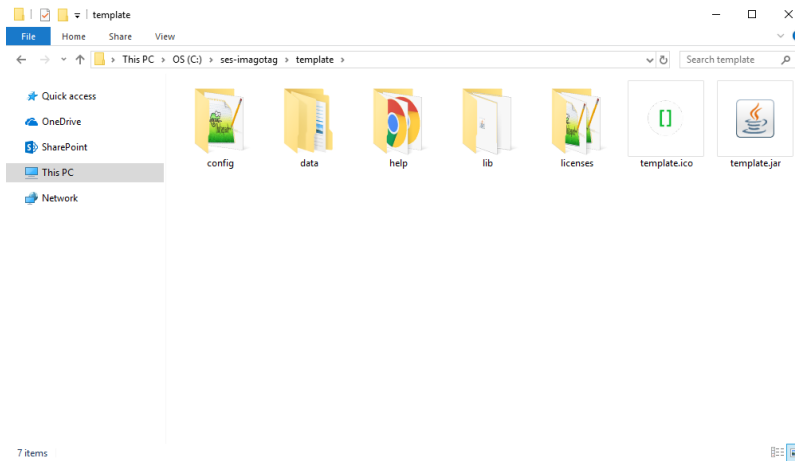 template
File Home Share View
This PC > OS (C:) > ses-imagotag > template >
Search template
Quick access
OneDrive
SharePoint
This PC
Network
config data help lib licenses template.ico template.jar
7 items